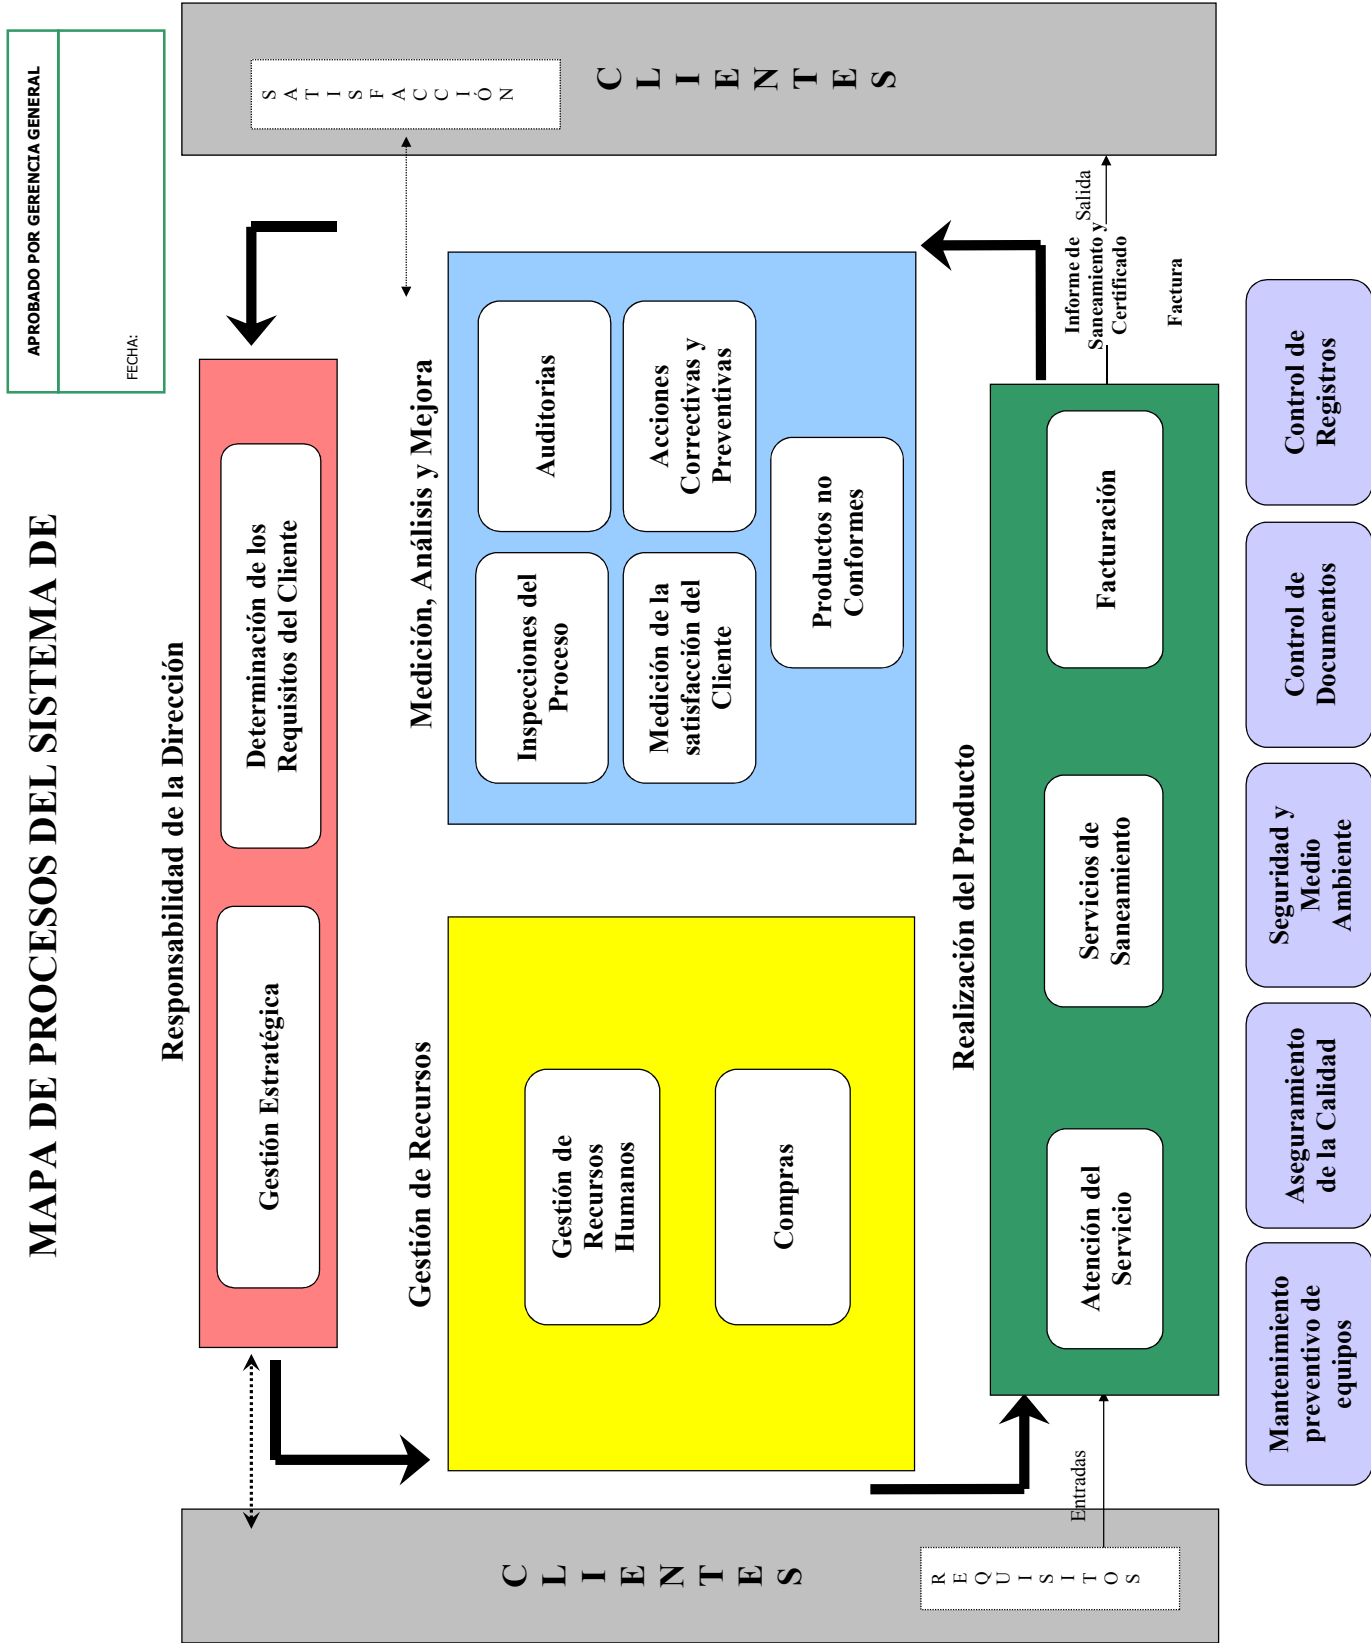 MAPA DE PROCESOS DEL SISTEMA DE
APROBADO POR GERENCIA GENERAL
FECHA:
Responsabilidad de la Dirección
Gestión Estratégica
Determinación de los
Requisitos del Cliente
Gestión de Recursos
Gestión de
Recursos
Humanos
Compras
Medición, Análisis y Mejora
Inspecciones del
Proceso
Auditorias
Medición de la
satisfacción del
Cliente
Acciones
Correctivas y
Preventivas
Productos no
Conformes
Realización del Producto
Atención del
Servicio
Servicios de
Saneamiento
Facturación
CLIENTES
REQUISITOS
Entradas
Informe de
Saneamiento y
Certificado
Factura
Salida
SATISFACCIÓN
CLIENTES
Mantenimiento
preventivo de
equipos
Aseguramiento
de la Calidad
Seguridad y
Medio
Ambiente
Control de
Documentos
Control de
Registros